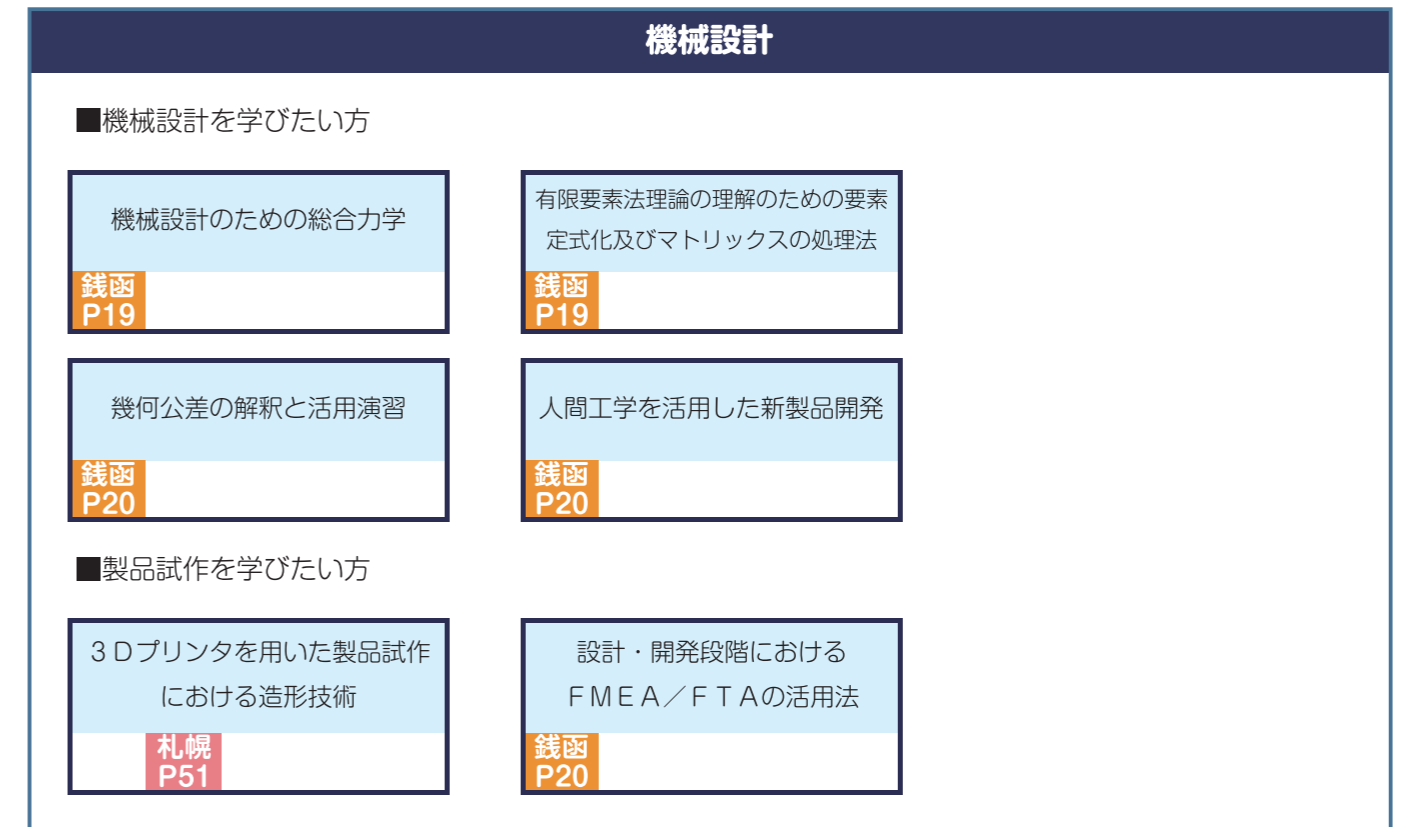 機械設計
■機械設計を学びたい方
機械設計のための総合力学
銭函
P19
有限要素法理論の理解のための要素
定式化及びマトリックスの処理法
銭函
P19
幾何公差の解釈と活用演習
銭函
P20
人間工学を活用した新製品開発
銭函
P20
■製品試作を学びたい方
３Ｄプリンタを用いた製品試作
における造形技術
札幌
P51
設計・開発段階における
ＦＭＥＡ／ＦＴＡの活用法
銭函
P20